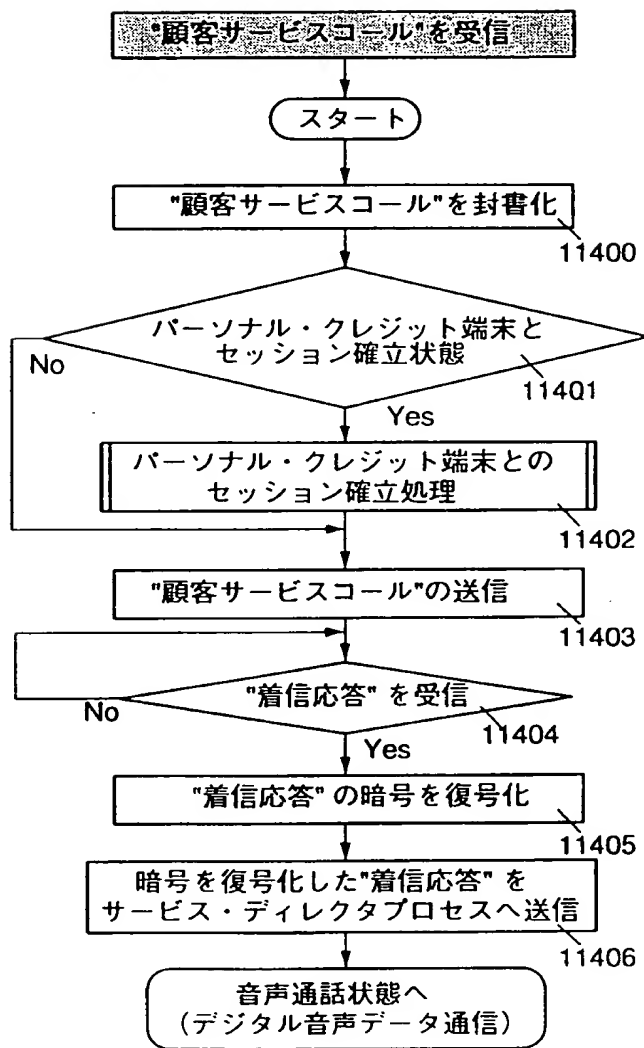 "顧客サービスコール"を受信
スタート
"顧客サービスコール"を封書化
11400
パーソナル・クレジット端末と
セッション確立状態
No
11401
Yes
パーソナル・クレジット端末との
セッション確立処理
11402
"顧客サービスコール"の送信
11403
"着信応答" を受信
No
11404
Yes
"着信応答" の暗号を復号化
11405
暗号を復号化した"着信応答" を
サービス・ディレクタプロセスへ送信
11406
音声通話状態へ
(デジタル音声データ通信)